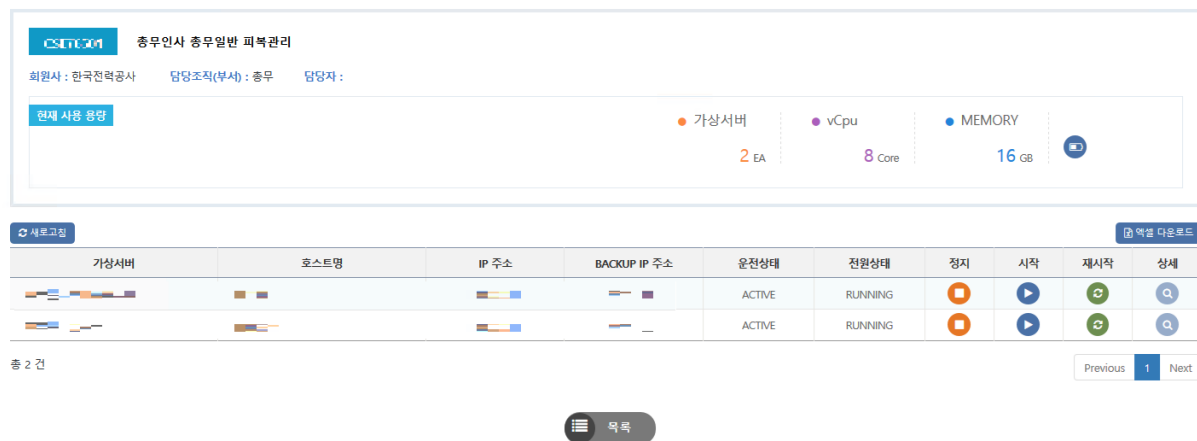 총무인사 총무일반 피복관리
회원사 : 한국전력공사 담당조직(부서) : 총무 담당자 :
현재 사용 용량
가상서버 vCpu MEMORY
2 EA 8 Core 16 GB
새로고침 엑셀 다운로드
가상서버 호스트명 IP 주소 BACKUP IP 주소 운전상태 전원상태 정지 시작 재시작 상세
ACTIVE RUNNING
ACTIVE RUNNING
총 2 건 Previous 1 Next
목록